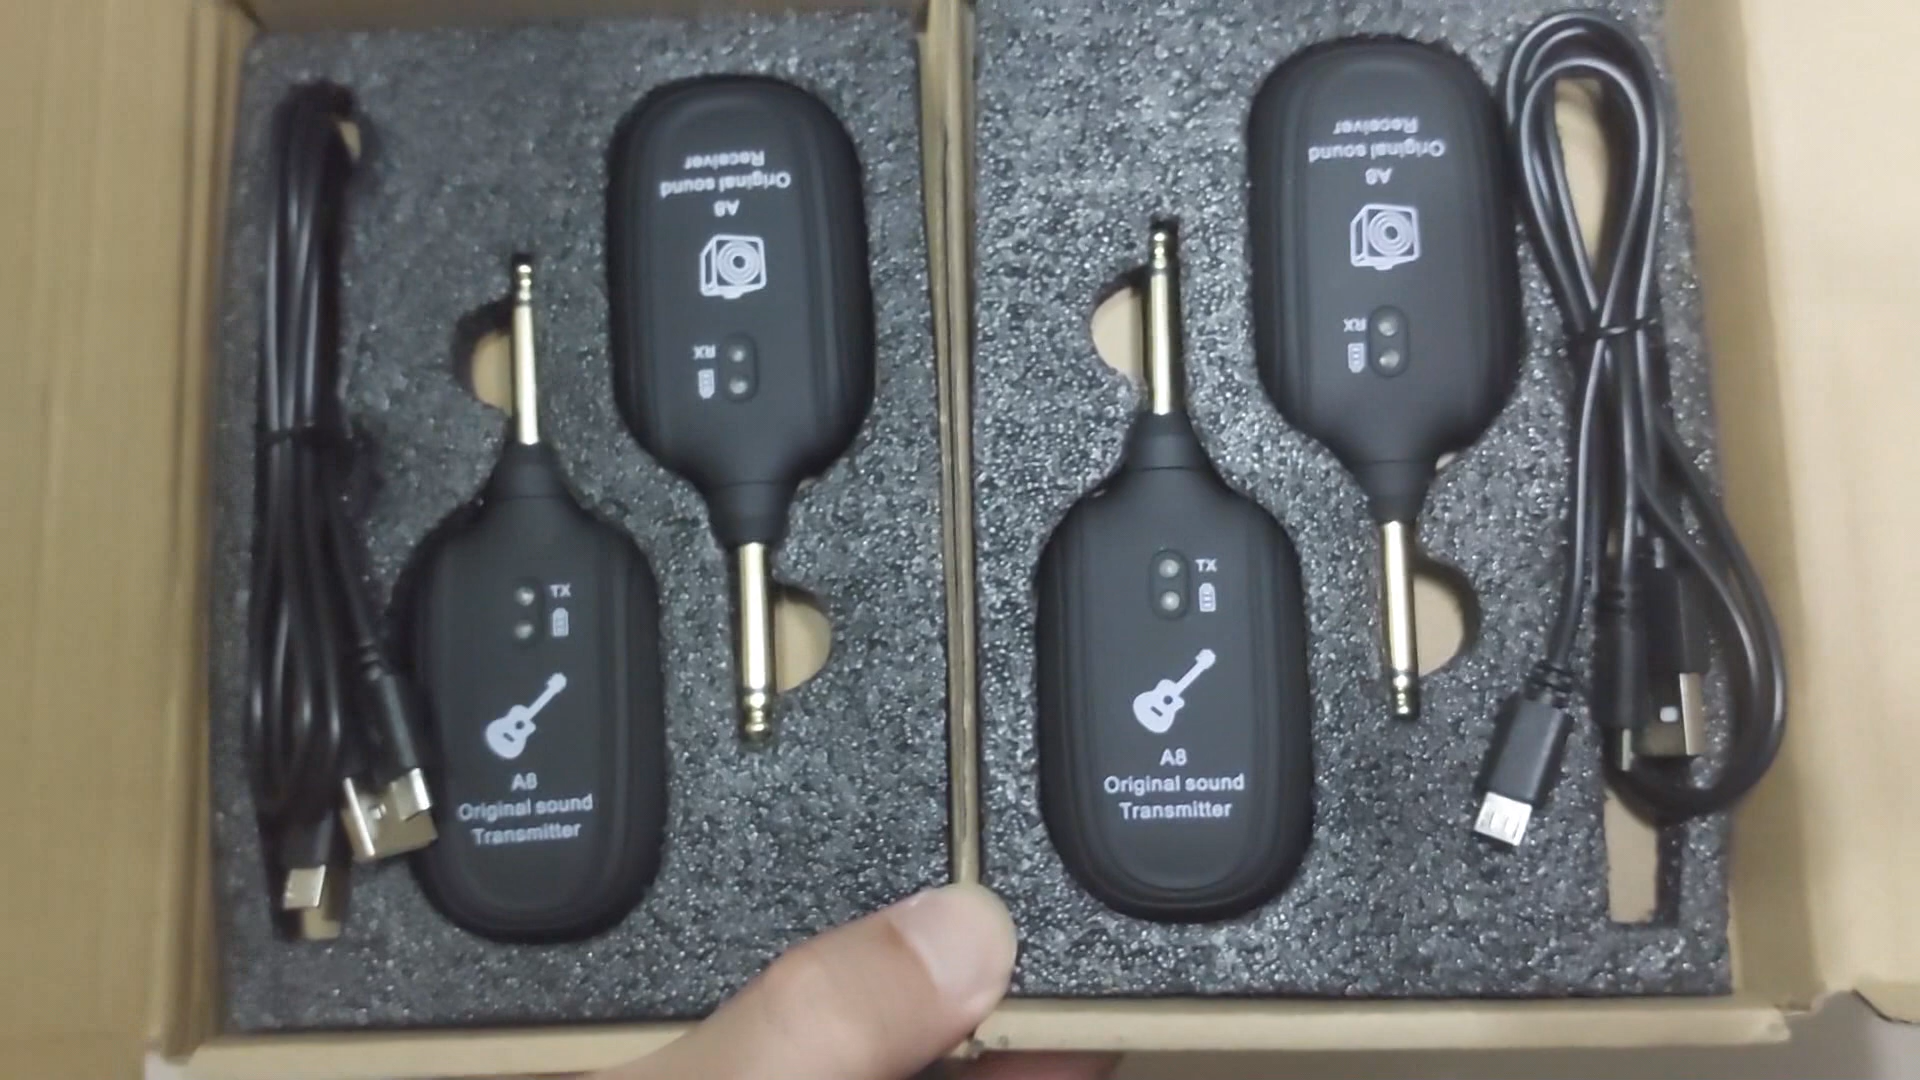 A8
Original sound
Receiver
RX
TX
A8
Original sound
Transmitter
A8
Original sound
Receiver
RX
TX
A8
Original sound
Transmitter